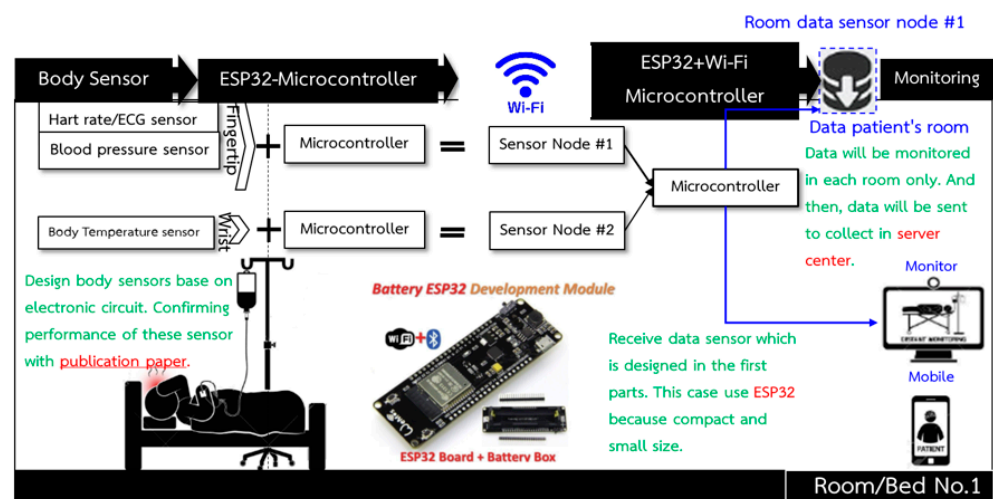 Room data sensor node #1
Body Sensor
ESP32-Microcontroller
Wi-Fi
ESP32+Wi-Fi
Microcontroller
Monitoring
Hart rate/ECG sensor
Blood pressure sensor
Fingertip
+
Microcontroller
=
Sensor Node #1
Microcontroller
Body Temperature sensor
Wrist
+
Microcontroller
=
Sensor Node #2
Data patient's room
Data will be monitored
in each room only. And
then, data will be sent
to collect in server
center.
Design body sensors base on
electronic circuit. Confirming
performance of these sensor
with publication paper.
Battery ESP32 Development Module
WiFi+
ESP32 Board + Battery Box
Receive data sensor which
is designed in the first
parts. This case use ESP32
because compact and
small size.
Monitor
Mobile
PATIENT
Room/Bed No.1